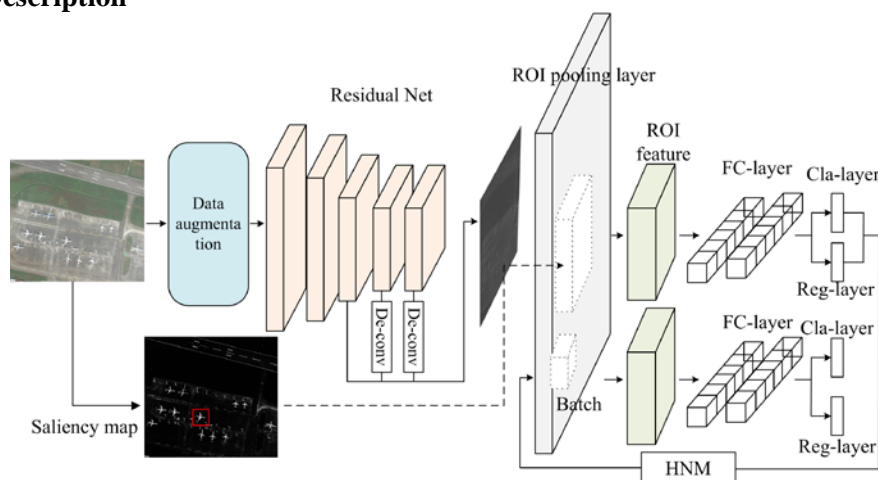 Residual Net
ROI pooling layer
ROI
feature
FC-layer
Cla-layer
Data
augmenta
tion
De-conv
De-conv
Reg-layer
FC-layer
Cla-layer
Saliency map
Batch
Reg-layer
HNM